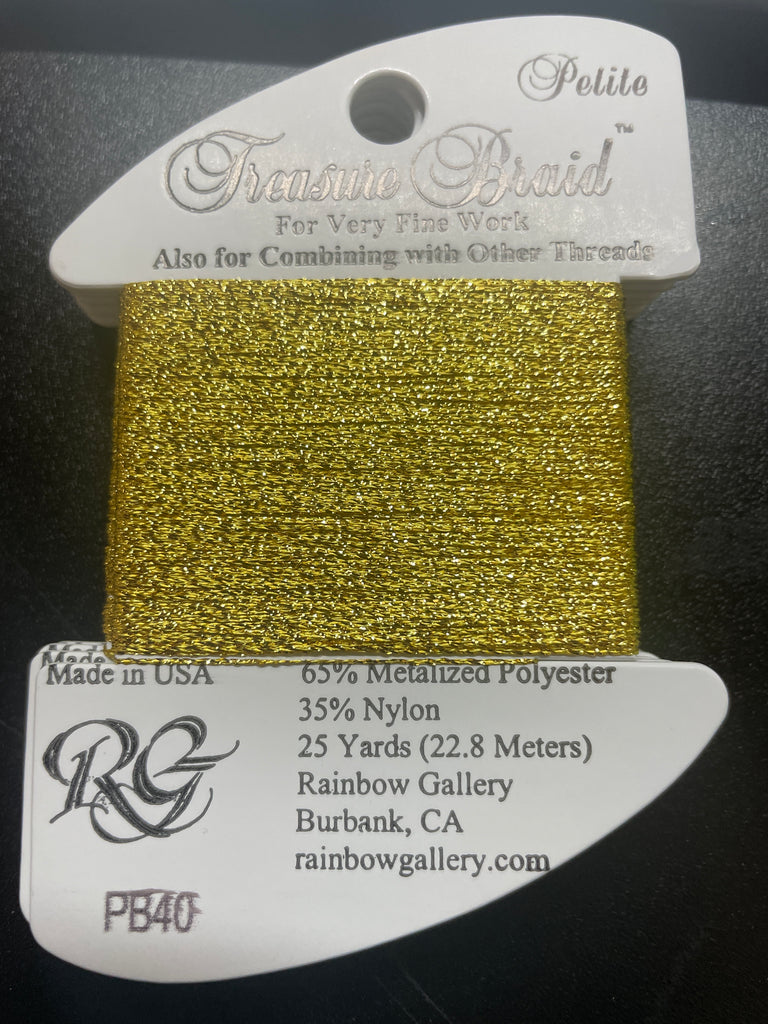 Petite
Treasure Braid™
For Very Fine Work
Also for Combining with Other Threads
Made
Made in USA
65% Metalized Polyester
35% Nylon
25 Yards (22.8 Meters)
Rainbow Gallery
Burbank, CA
rainbowgallery.com
RG
PB40